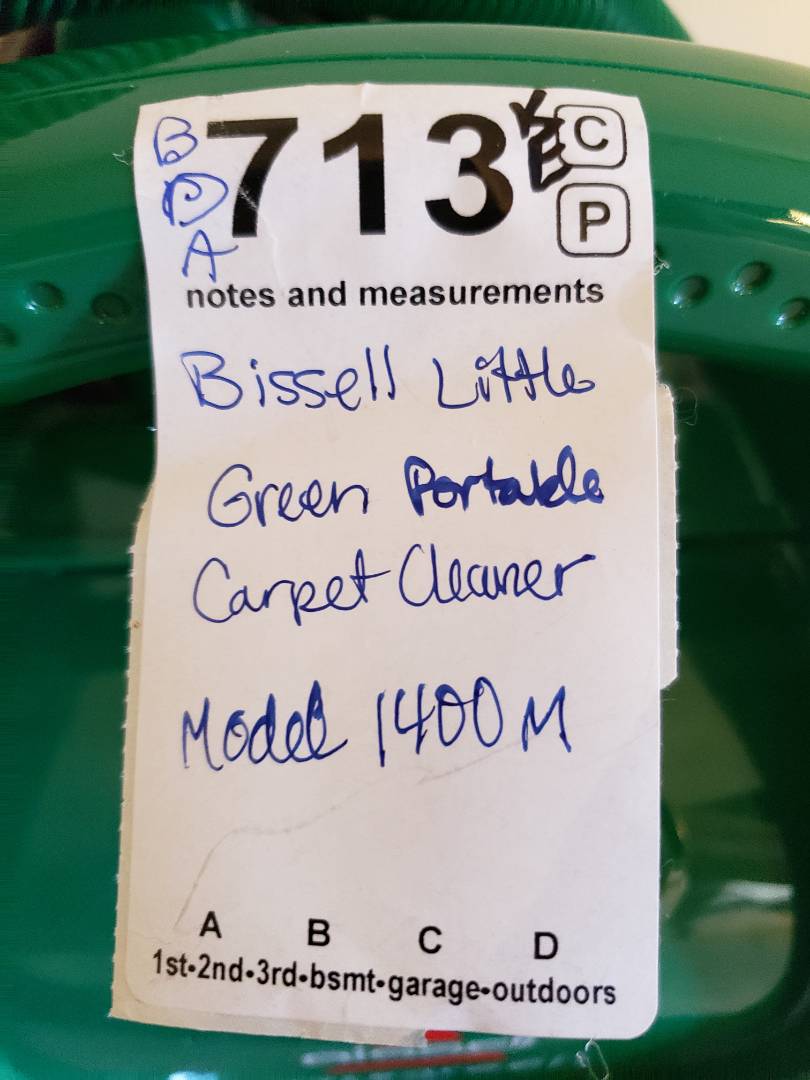 B
D
A
713
C
P
notes and measurements
Bissell Little
Green Portable
Carpet Cleaner
Model 1400M
A B C D
1st•2nd•3rd•bsmt•garage•outdoors